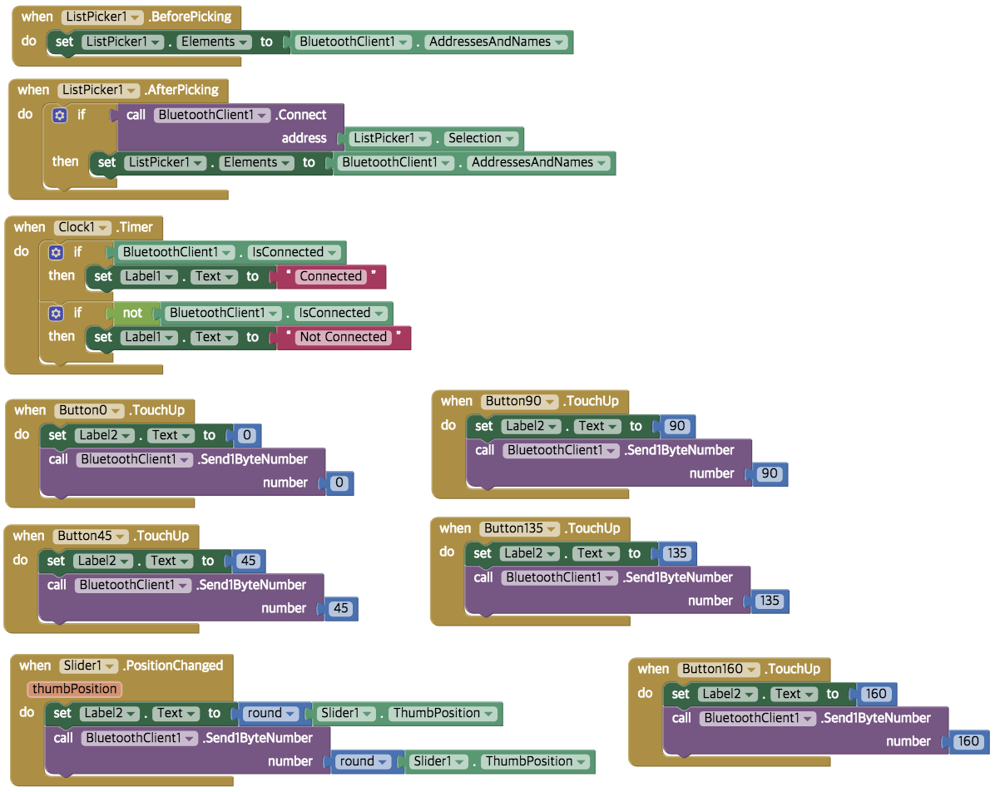 when ListPicker1 .BeforePicking
do set ListPicker1 . Elements to BluetoothClient1 . AddressesAndNames
when ListPicker1 .AfterPicking
do if call BluetoothClient1 .Connect
address ListPicker1 . Selection
then set ListPicker1 . Elements to BluetoothClient1 . AddressesAndNames
when Clock1 .Timer
do if BluetoothClient1 . IsConnected
then set Label1 . Text to " Connected "
if not BluetoothClient1 . IsConnected
then set Label1 . Text to " Not Connected "
when Button0 .TouchUp
do set Label2 . Text to 0
call BluetoothClient1 .Send1ByteNumber
number 0
when Button90 .TouchUp
do set Label2 . Text to 90
call BluetoothClient1 .Send1ByteNumber
number 90
when Button45 .TouchUp
do set Label2 . Text to 45
call BluetoothClient1 .Send1ByteNumber
number 45
when Button135 .TouchUp
do set Label2 . Text to 135
call BluetoothClient1 .Send1ByteNumber
number 135
when Slider1 .PositionChanged
thumbPosition
do set Label2 . Text to round Slider1 . ThumbPosition
call BluetoothClient1 .Send1ByteNumber
number round Slider1 . ThumbPosition
when Button160 .TouchUp
do set Label2 . Text to 160
call BluetoothClient1 .Send1ByteNumber
number 160